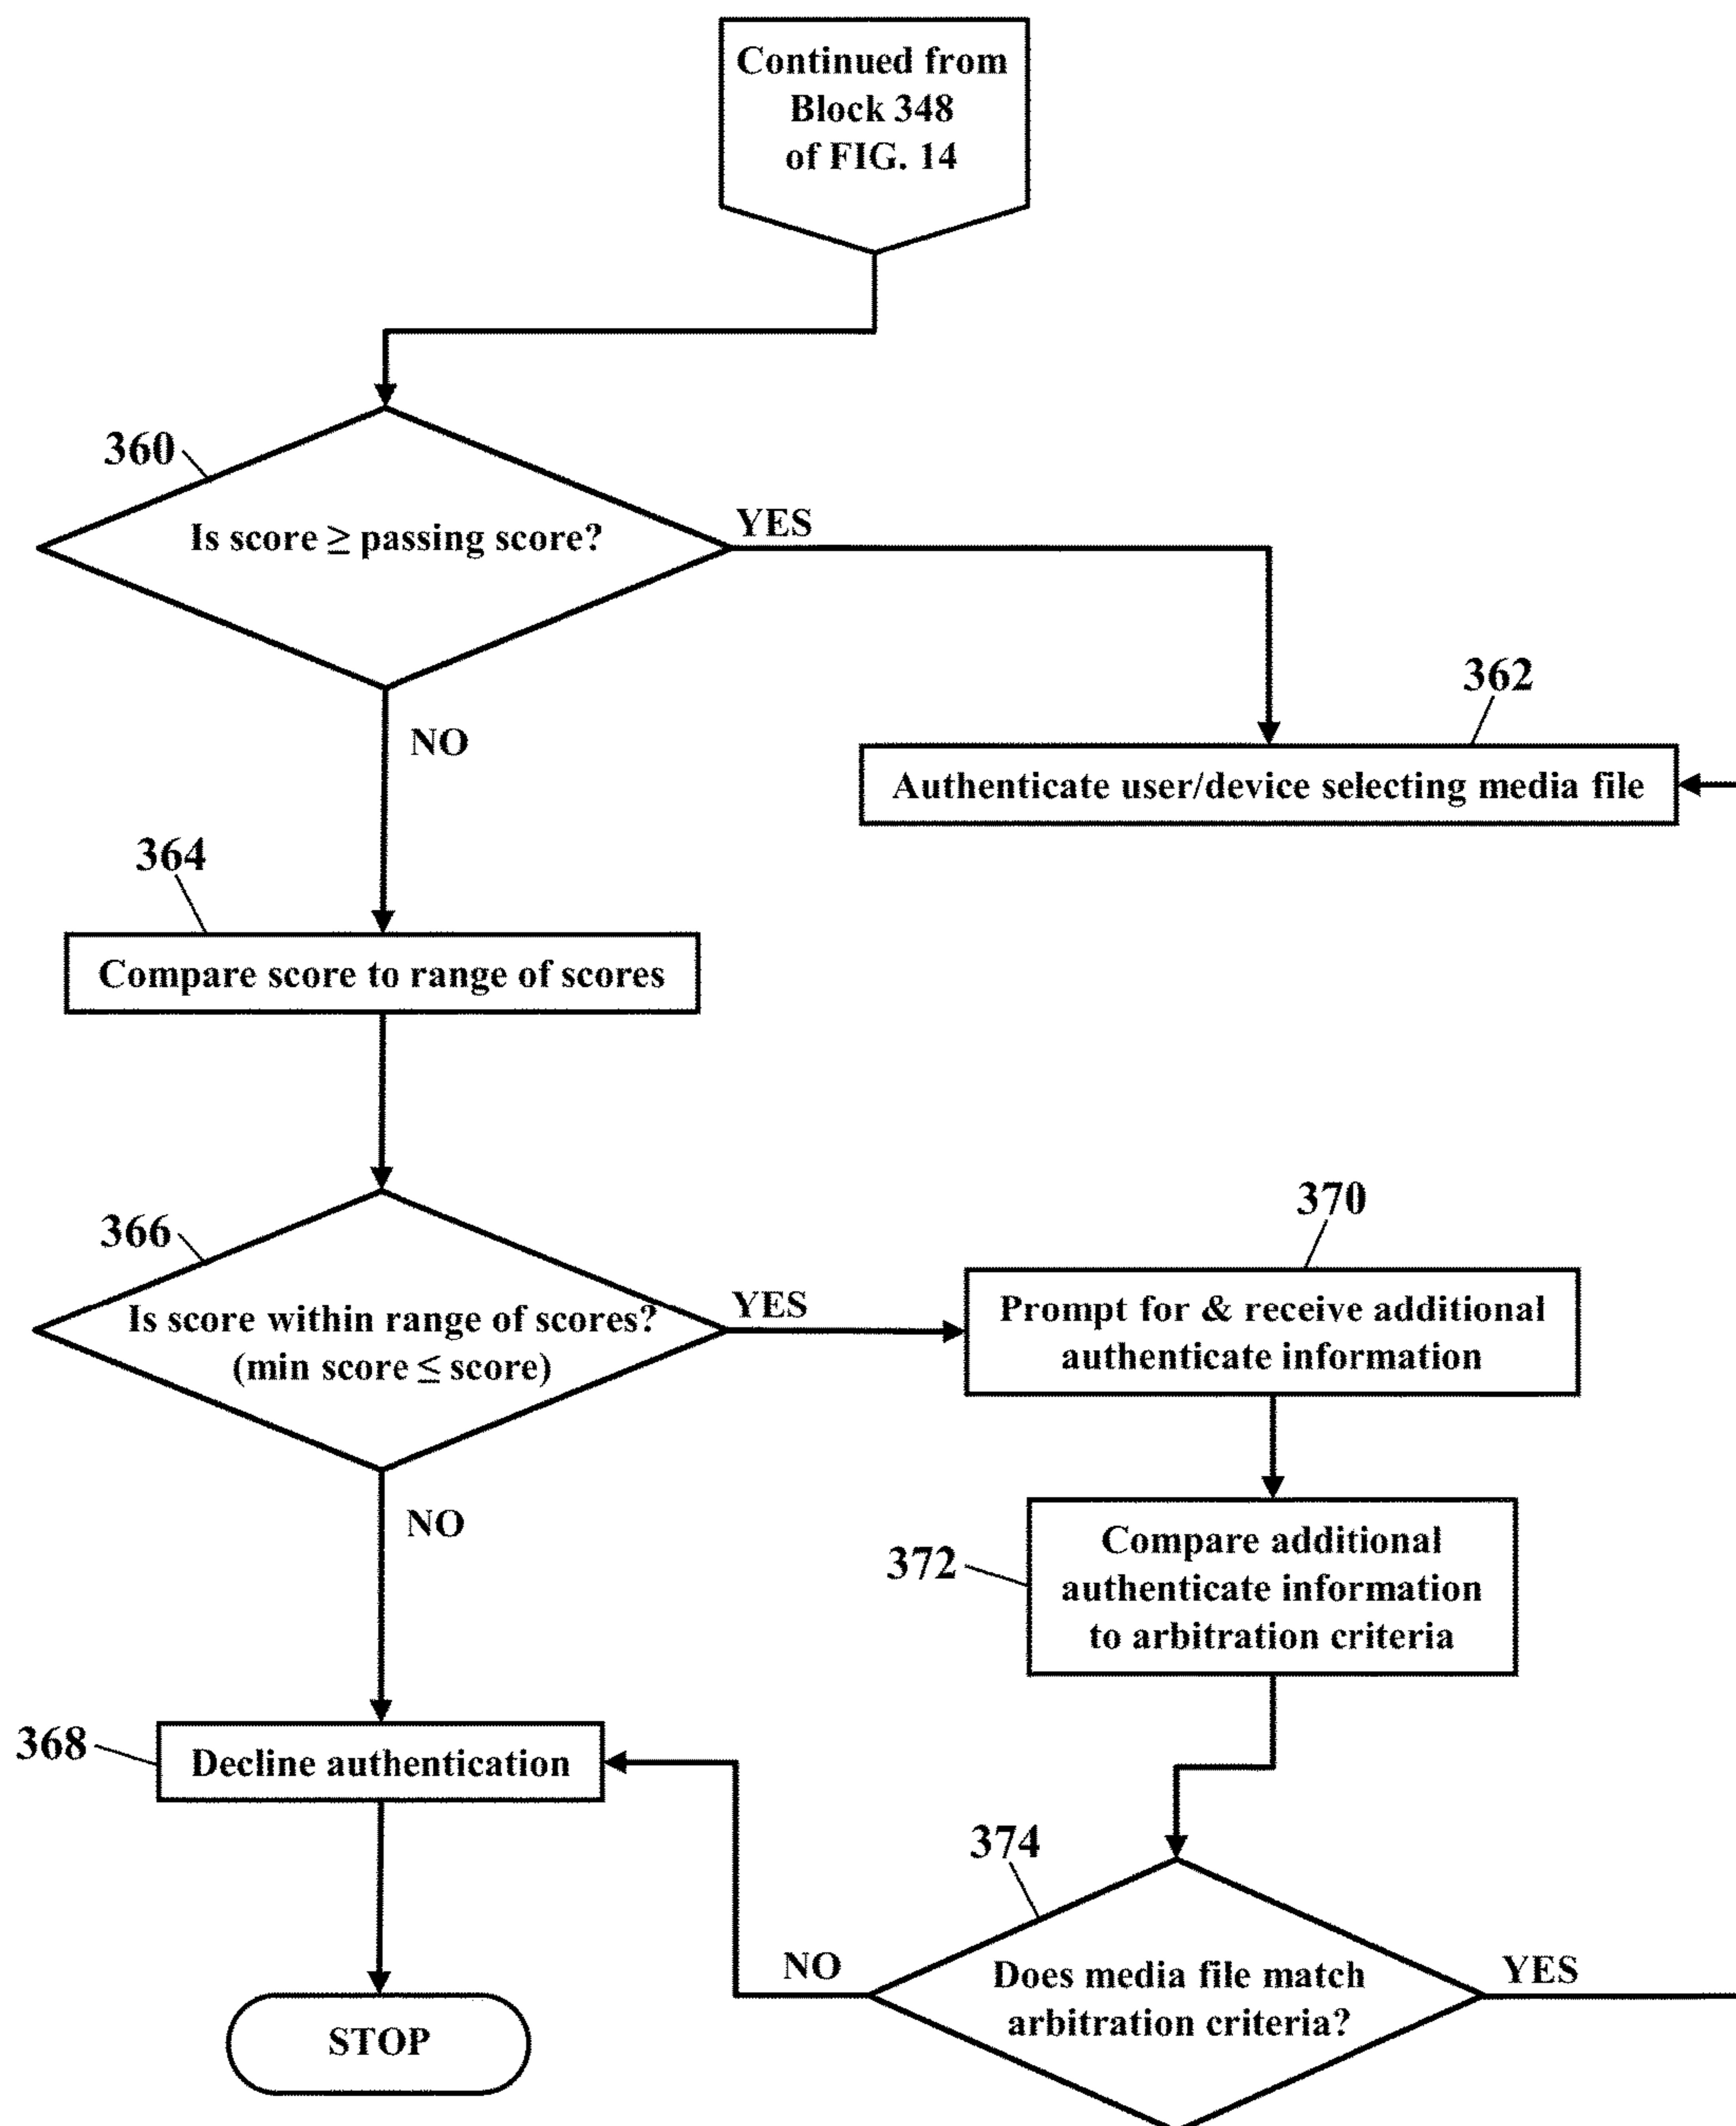 Continued from
Block 348
of FIG. 14
360
Is score ≥ passing score?
YES
NO
362
Authenticate user/device selecting media file
364
Compare score to range of scores
366
Is score within range of scores?
(min score ≤ score)
YES
NO
370
Prompt for & receive additional
authenticate information
372
Compare additional
authenticate information
to arbitration criteria
368
Decline authentication
374
NO
Does media file match
arbitration criteria?
YES
STOP